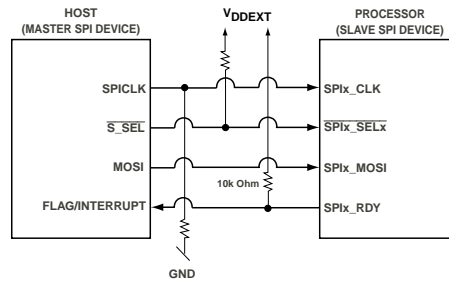 HOST
(MASTER SPI DEVICE)
VDDEXT
PROCESSOR
(SLAVE SPI DEVICE)
SPICLK
SPIx_CLK
S_SEL
SPIx_SELx
MOSI
SPIx_MOSI
10k Ohm
FLAG/INTERRUPT
SPIx_RDY
GND